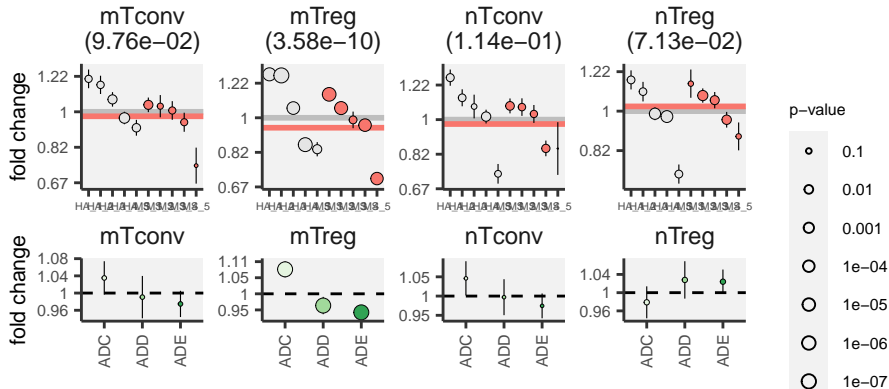 mTconv
(9.76e−02)
mTreg
(3.58e−10)
nTconv
(1.14e−01)
nTreg
(7.13e−02)
fold change
1.22
1
0.82
0.67
1.22
1
0.82
0.67
1.22
1
0.82
0.67
1.22
1
0.82
p−value
0.1
0.01
0.001
1e−04
1e−05
1e−06
1e−07
mTconv
mTreg
nTconv
nTreg
fold change
1.08
1.04
1
0.96
1.11
1.05
1
0.95
1.05
1
0.95
1.04
1
0.96
ADC
ADD
ADE
ADC
ADD
ADE
ADC
ADD
ADE
ADC
ADD
ADE